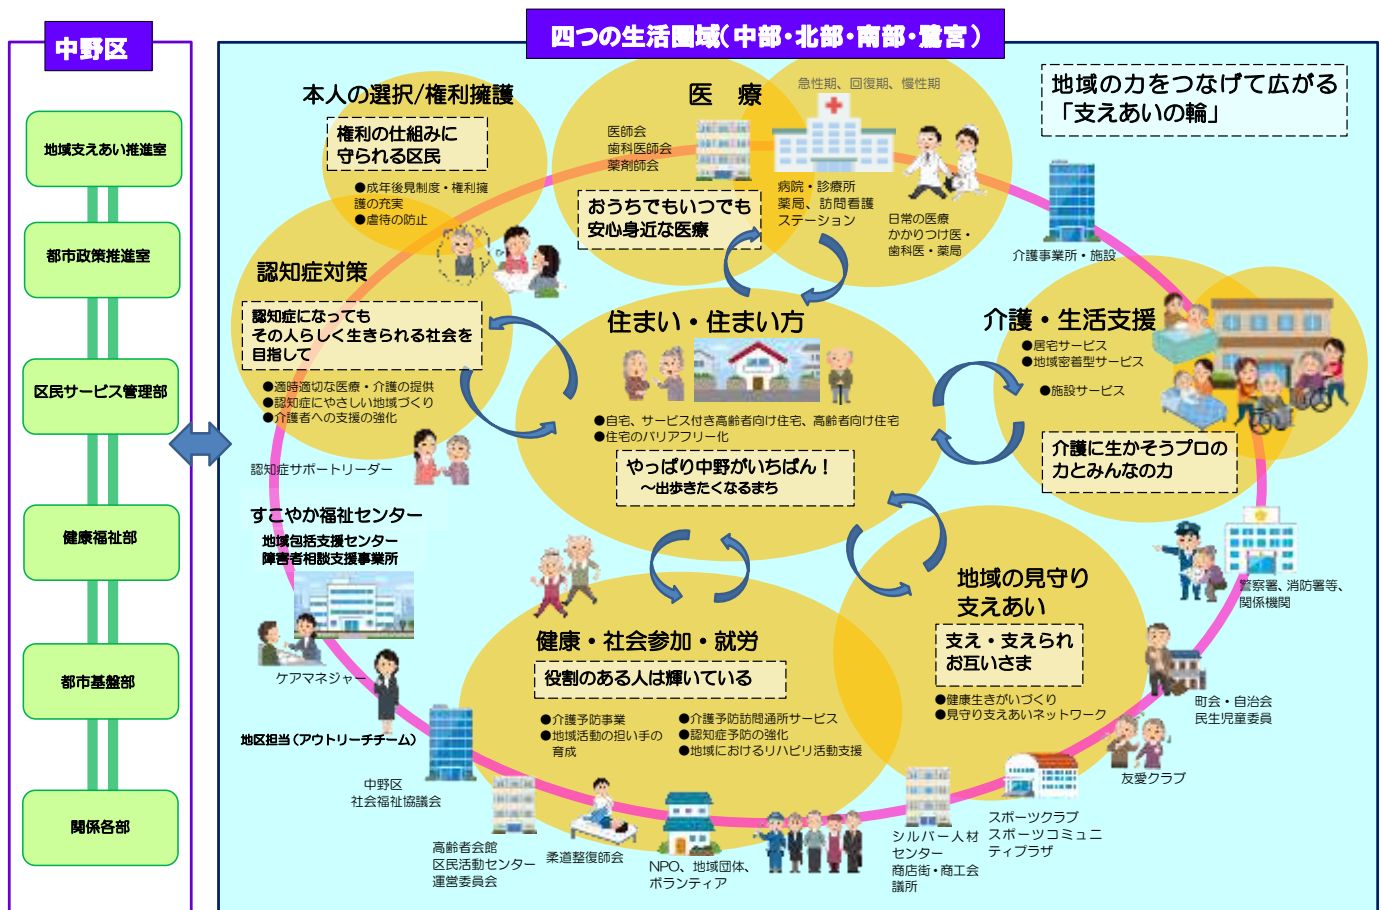 中野区
地域支えあい推進室
都市政策推進室
区民サービス管理部
健康福祉部
都市基盤部
関係各部
四つの生活圏域（中部・北部・南部・鷺宮）
地域の力をつなげて広がる
「支えあいの輪」
本人の選択/権利擁護
権利の仕組みに
守られる区民
●成年後見制度・権利擁
護の充実
●虐待の防止
医　療
急性期、回復期、慢性期
医師会
歯科医師会
薬剤師会
おうちでもいつでも
安心身近な医療
病院・診療所
薬局、訪問看護
ステーション
日常の医療
かかりつけ医・
歯科医・薬局
介護事業所・施設
認知症対策
認知症になっても
その人らしく生きられる社会を
目指して
●適時適切な医療・介護の提供
●認知症にやさしい地域づくり
●介護者への支援の強化
認知症サポートリーダー
住まい・住まい方
●自宅、サービス付き高齢者向け住宅、高齢者向け住宅
●住宅のバリアフリー化
やっぱり中野がいちばん！
～出歩きたくなるまち
介護・生活支援
●居宅サービス
●地域密着型サービス
●施設サービス
介護に生かそうプロの
力とみんなの力
すこやか福祉センター
地域包括支援センター
障害者相談支援事業所
ケアマネジャー
地区担当（アウトリーチチーム）
警察署、消防署等、
関係機関
地域の見守り
支えあい
支え・支えられ
お互いさま
●健康生きがいづくり
●見守り支えあいネットワーク
町会・自治会
民生児童委員
友愛クラブ
健康・社会参加・就労
役割のある人は輝いている
●介護予防事業
●地域活動の担い手の
育成
●介護予防訪問通所サービス
●認知症予防の強化
●地域におけるリハビリ活動支援
中野区
社会福祉協議会
高齢者会館
区民活動センター
運営委員会
柔道整復師会
NPO、地域団体、
ボランティア
シルバー人材
センター
商店街・商工会
議所
スポーツクラブ
スポーツコミュニ
ティプラザ